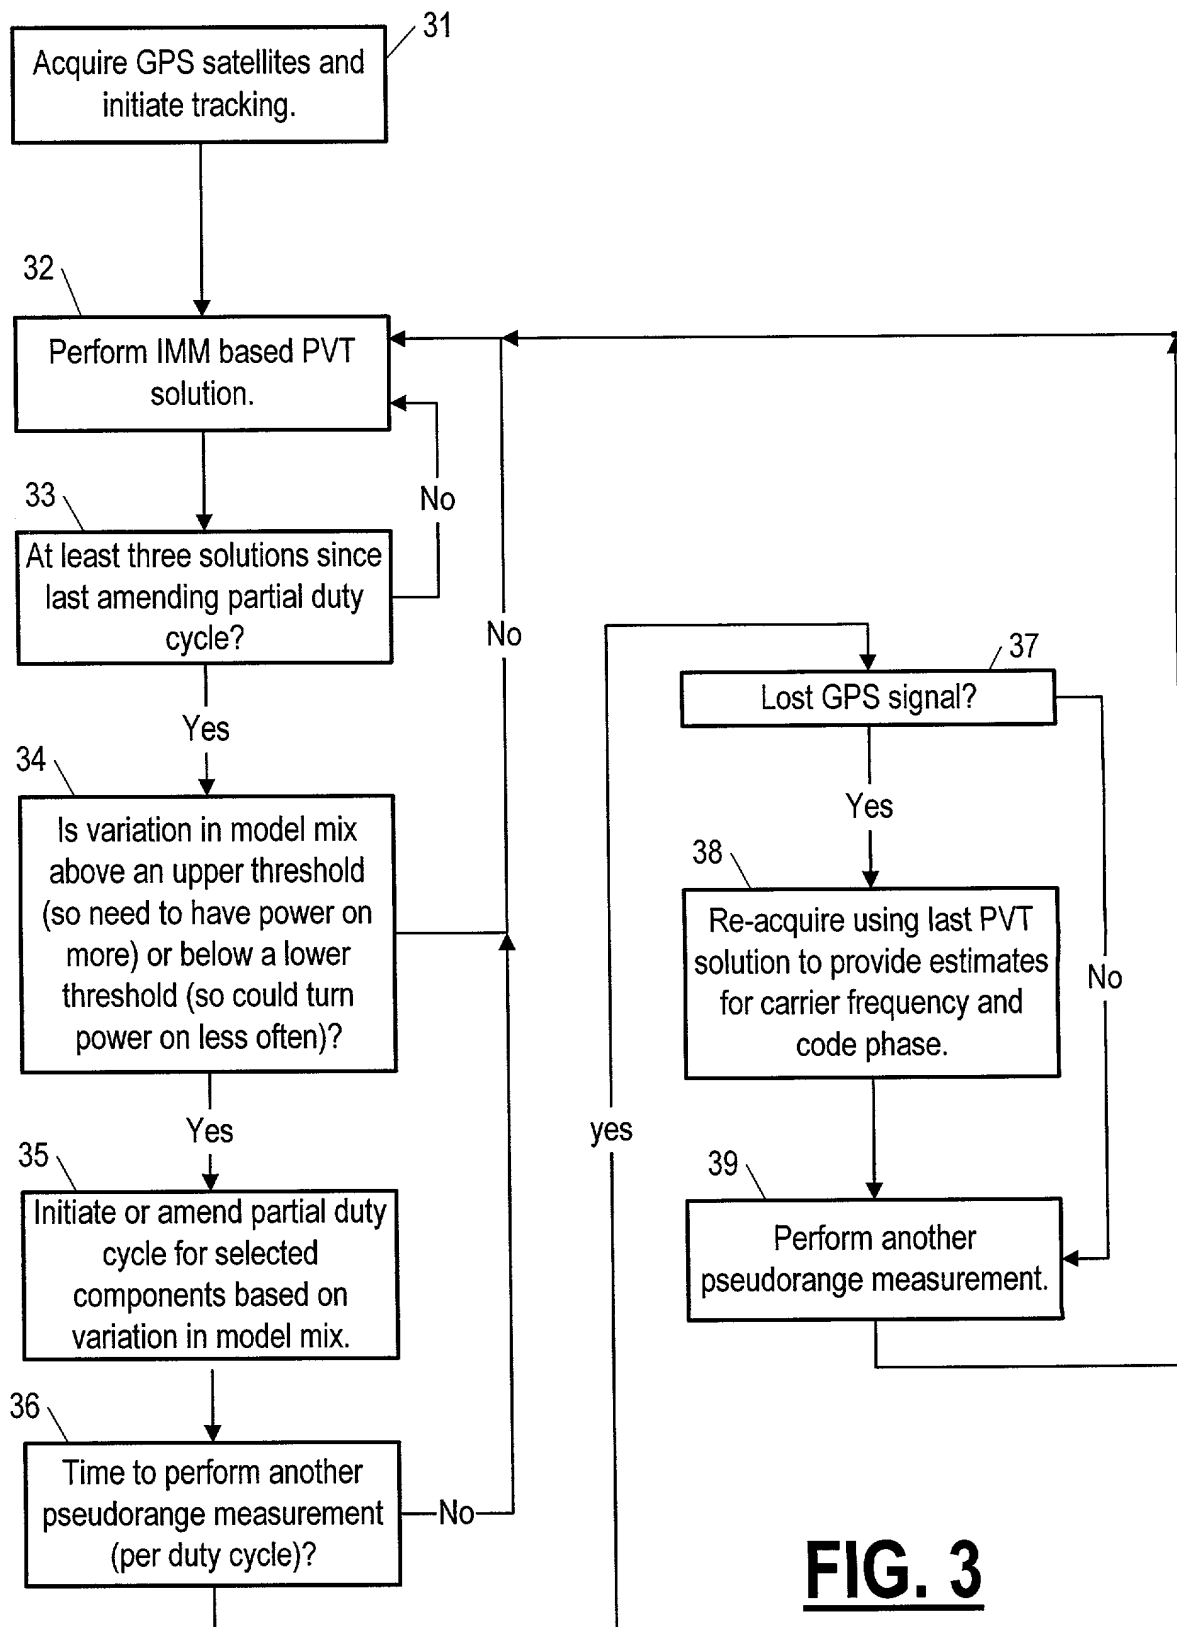 31
Acquire GPS satellites and
initiate tracking.
32
Perform IMM based PVT
solution.
No
33
At least three solutions since
last amending partial duty
cycle?
No
Yes
34
Is variation in model mix
above an upper threshold
(so need to have power on
more) or below a lower
threshold (so could turn
power on less often)?
Yes
35
Initiate or amend partial duty
cycle for selected
components based on
variation in model mix.
36
Time to perform another
pseudorange measurement
(per duty cycle)?
No
yes
37
Lost GPS signal?
Yes
No
38
Re-acquire using last PVT
solution to provide estimates
for carrier frequency and
code phase.
39
Perform another
pseudorange measurement.
FIG. 3